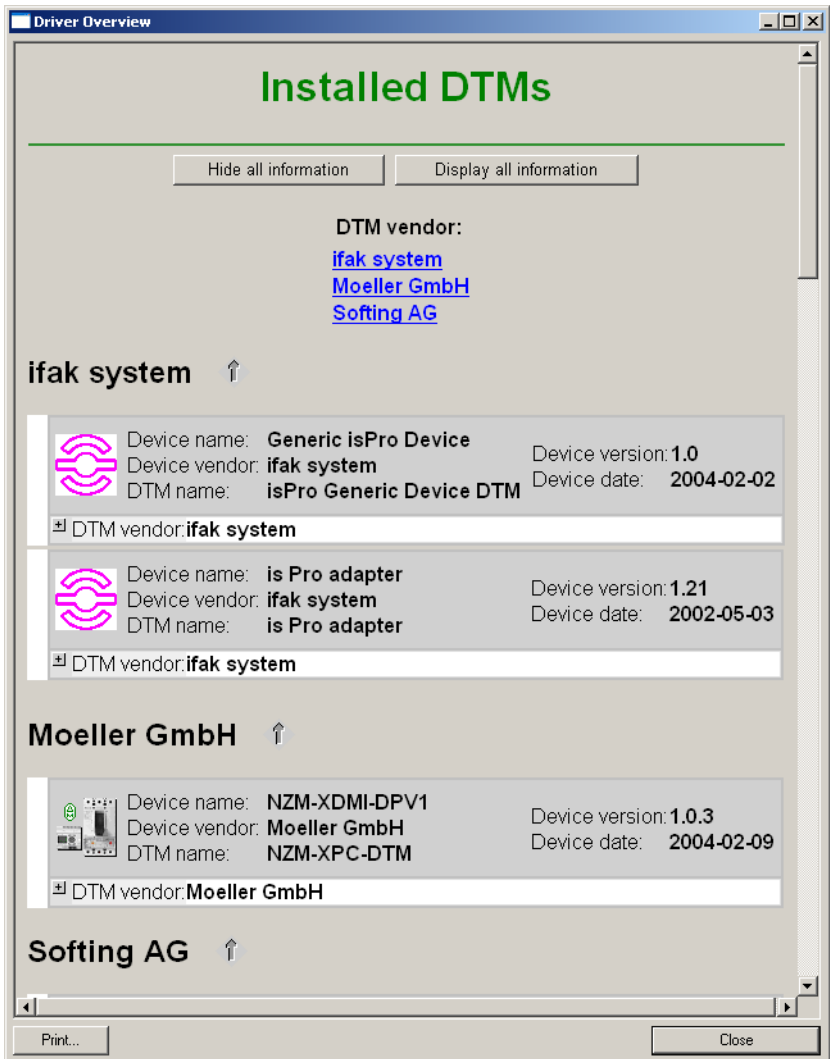 Driver Overview
Installed DTMs
Hide all information
Display all information
DTM vendor:
ifak system
Moeller GmbH
Softing AG
ifak system
Device name: Generic isPro Device
Device vendor: ifak system
DTM name: isPro Generic Device DTM
Device version: 1.0
Device date: 2004-02-02
DTM vendor: ifak system
Device name: is Pro adapter
Device vendor: ifak system
DTM name: is Pro adapter
Device version: 1.21
Device date: 2002-05-03
DTM vendor: ifak system
Moeller GmbH
Device name: NZM-XDMI-DPV1
Device vendor: Moeller GmbH
DTM name: NZM-XPC-DTM
Device version: 1.0.3
Device date: 2004-02-09
DTM vendor: Moeller GmbH
Softing AG
Print...
Close